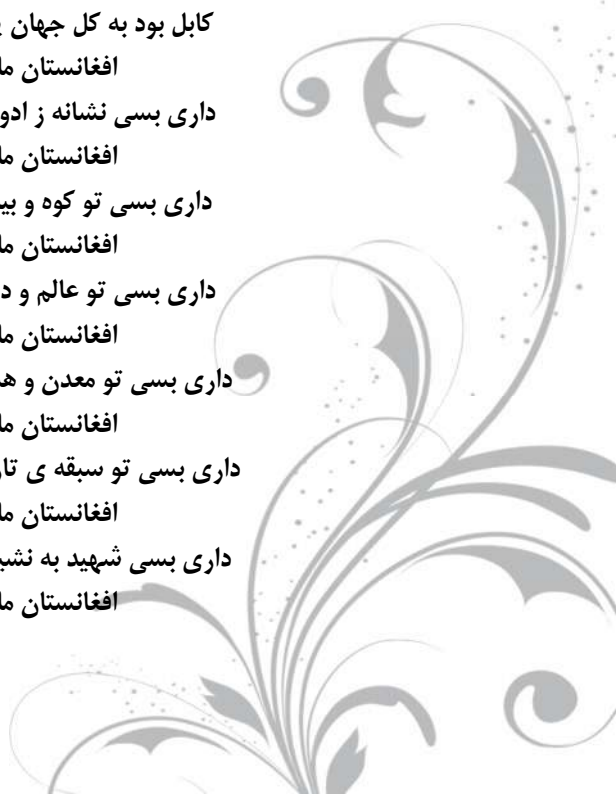 کابل بود به کل جهان
افغانستان ما
داری بسی نشانه ز
افغانستان ما
داری بسی تو کوه و
افغانستان ما
داری بسی تو عالم و
افغانستان ما
داری بسی تو معدن و
افغانستان ما
داری بسی تو سبقه ی
افغانستان ما
داری بسی شهید به
افغانستان ما